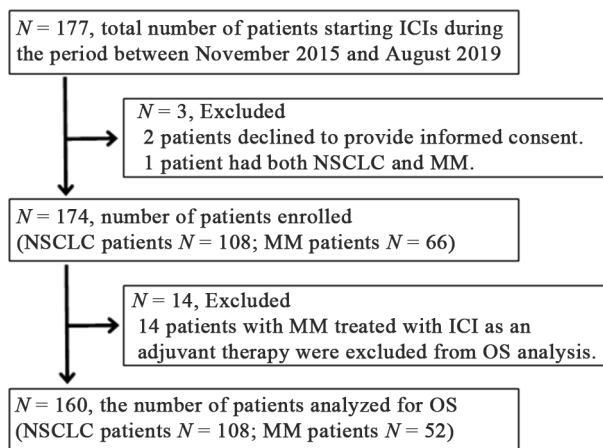 N = 177, total number of patients starting ICIs during
the period between November 2015 and August 2019
N = 3, Excluded
2 patients declined to provide informed consent.
1 patient had both NSCLC and MM.
N = 174, number of patients enrolled
(NSCLC patients N = 108; MM patients N = 66)
N = 14, Excluded
14 patients with MM treated with ICI as an
adjuvant therapy were excluded from OS analysis.
N = 160, the number of patients analyzed for OS
(NSCLC patients N = 108; MM patients N = 52)